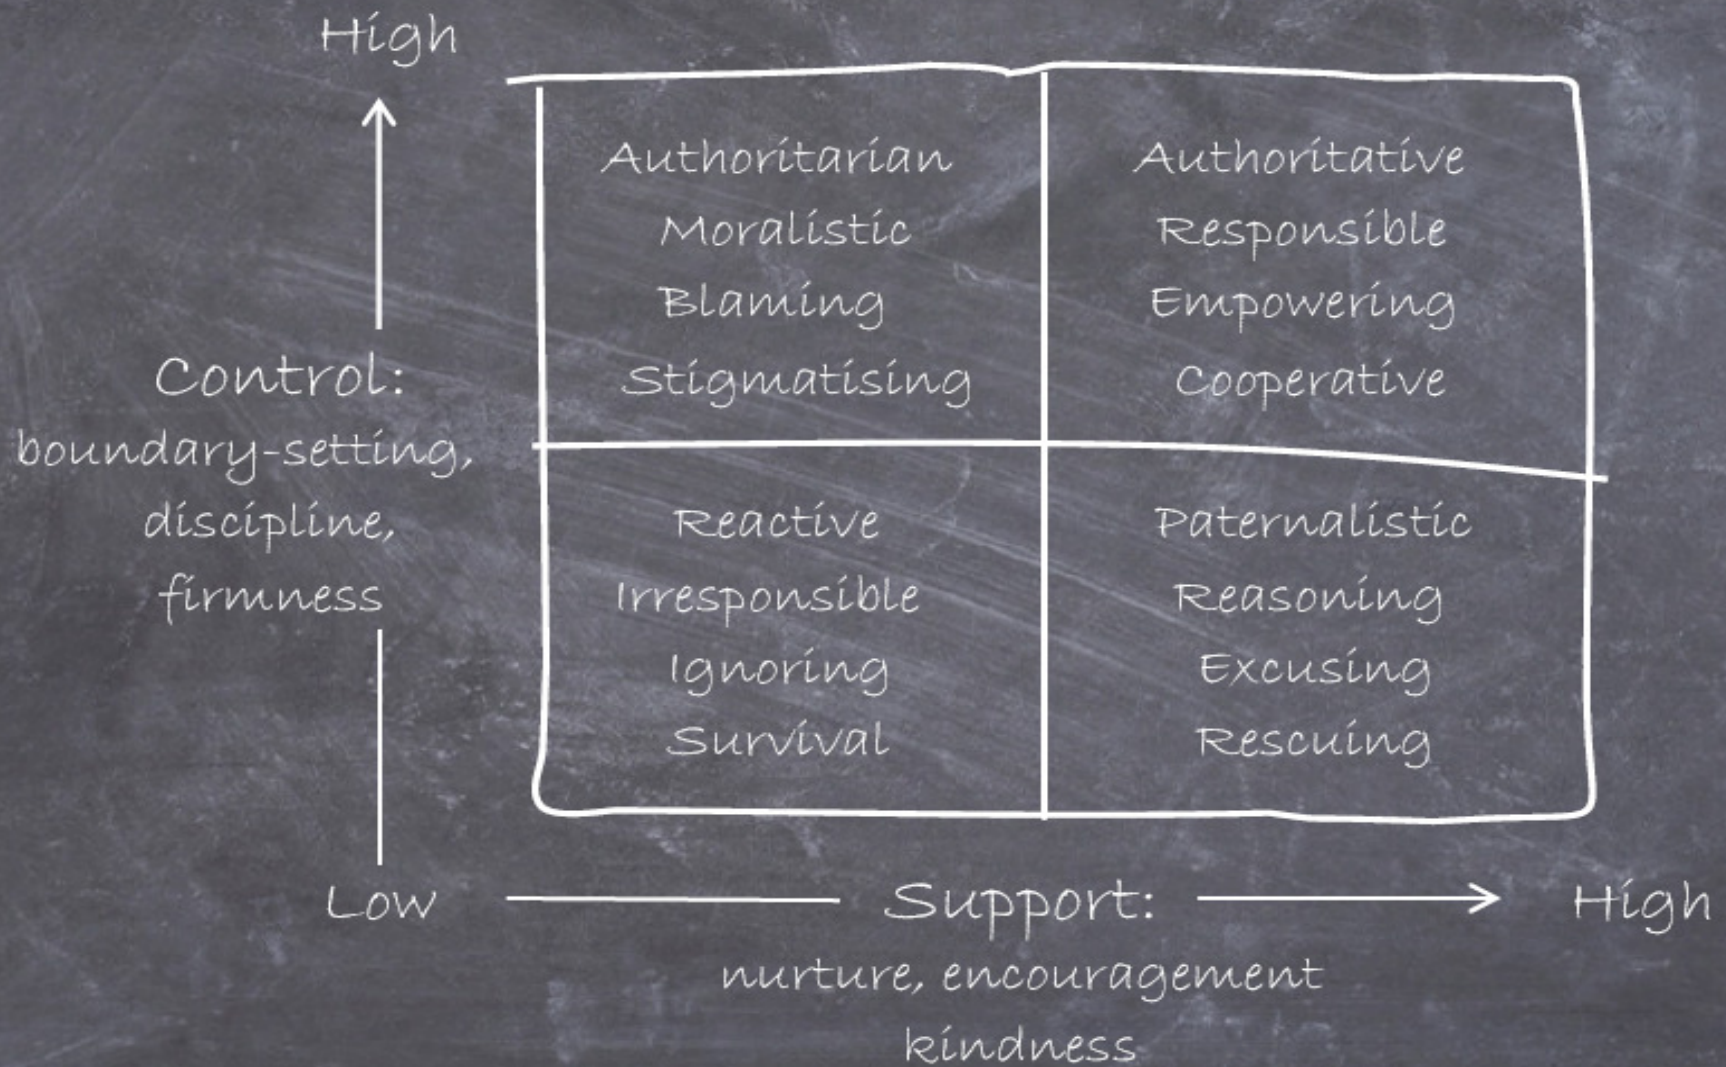 High
Authoritarian
Moralistic
Blaming
Stigmatising
Authoritative
Responsible
Empowering
Cooperative
Control:
boundary-setting,
discipline,
firmness
Reactive
Irresponsible
Ignoring
Survival
Paternalistic
Reasoning
Excusing
Rescuing
Low
Support:
High
nurture, encouragement
kindness